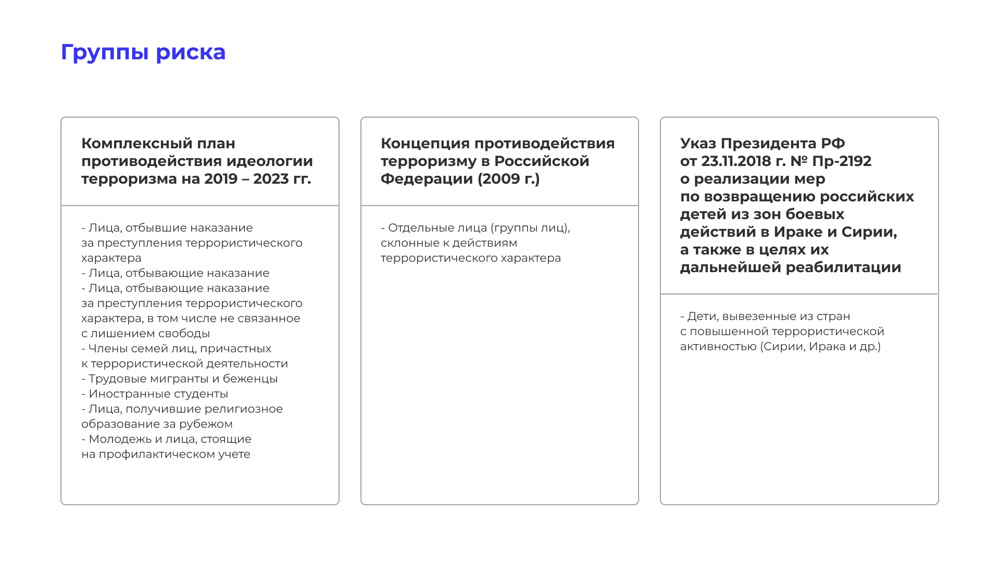 Группы риска
Комплексный план
противодействия идеологии
терроризма на 2019 – 2023 гг.
- Лица, отбывшие наказание
за преступления террористического
характера
- Лица, отбывающие наказание
- Лица, отбывающие наказание
за преступления террористического
характера, в том числе не связанное
с лишением свободы
- Члены семей лиц, причастных
к террористической деятельности
- Трудовые мигранты и беженцы
- Иностранные студенты
- Лица, получившие религиозное
образование за рубежом
- Молодежь и лица, стоящие
на профилактическом учете
Концепция противодействия
терроризму в Российской
Федерации (2009 г.)
- Отдельные лица (группы лиц),
склонные к действиям
террористического характера
Указ Президента РФ
от 23.11.2018 г. № Пр-2192
о реализации мер
по возвращению российских
детей из зон боевых
действий в Ираке и Сирии,
а также в целях их
дальнейшей реабилитации
- Дети, вывезенные из стран
с повышенной террористической
активностью (Сирии, Ирака и др.)